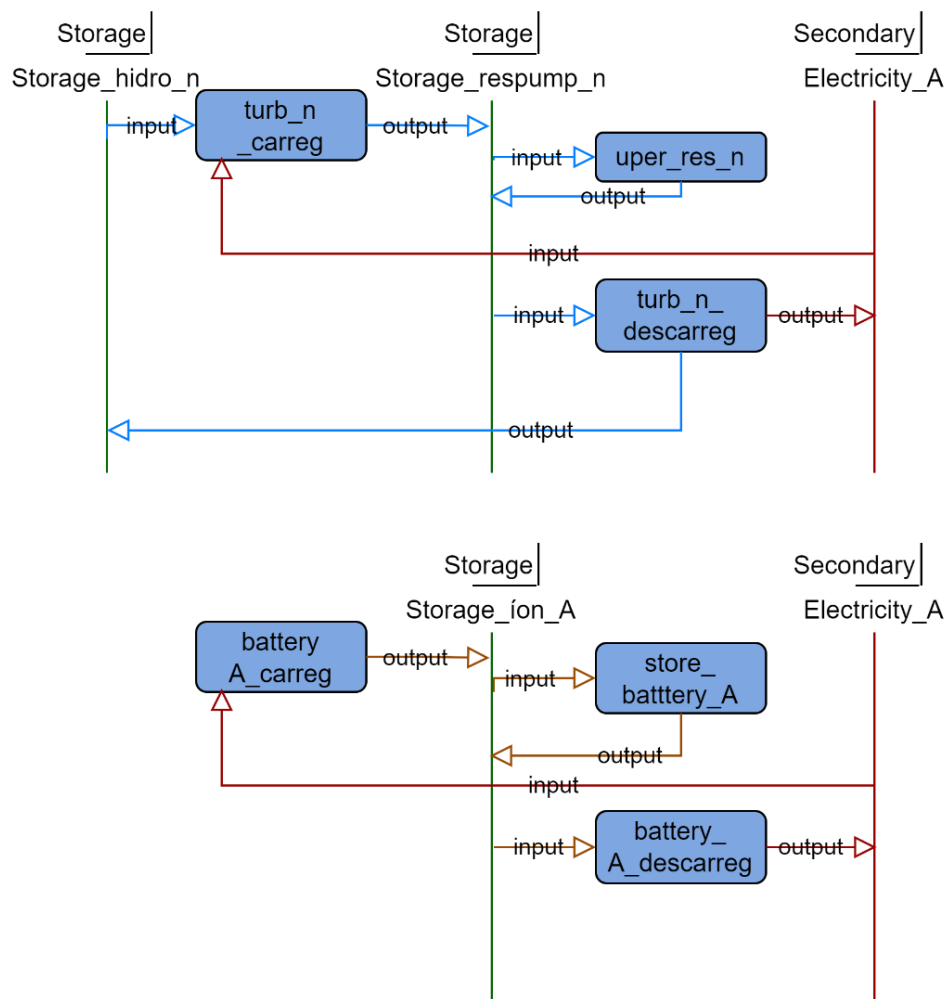 Storage Storage Secondary
Storage_hidro_n Storage_respump_n Electricity_A
turb_n
_carreg
input output
input uper_res_n
output
input
turb_n_
descarreg
input output
output
Storage Secondary
Storage_íon_A Electricity_A
battery
A_carreg
output
input
store_
batttery_A
output
input
battery_
A_descarreg
input output